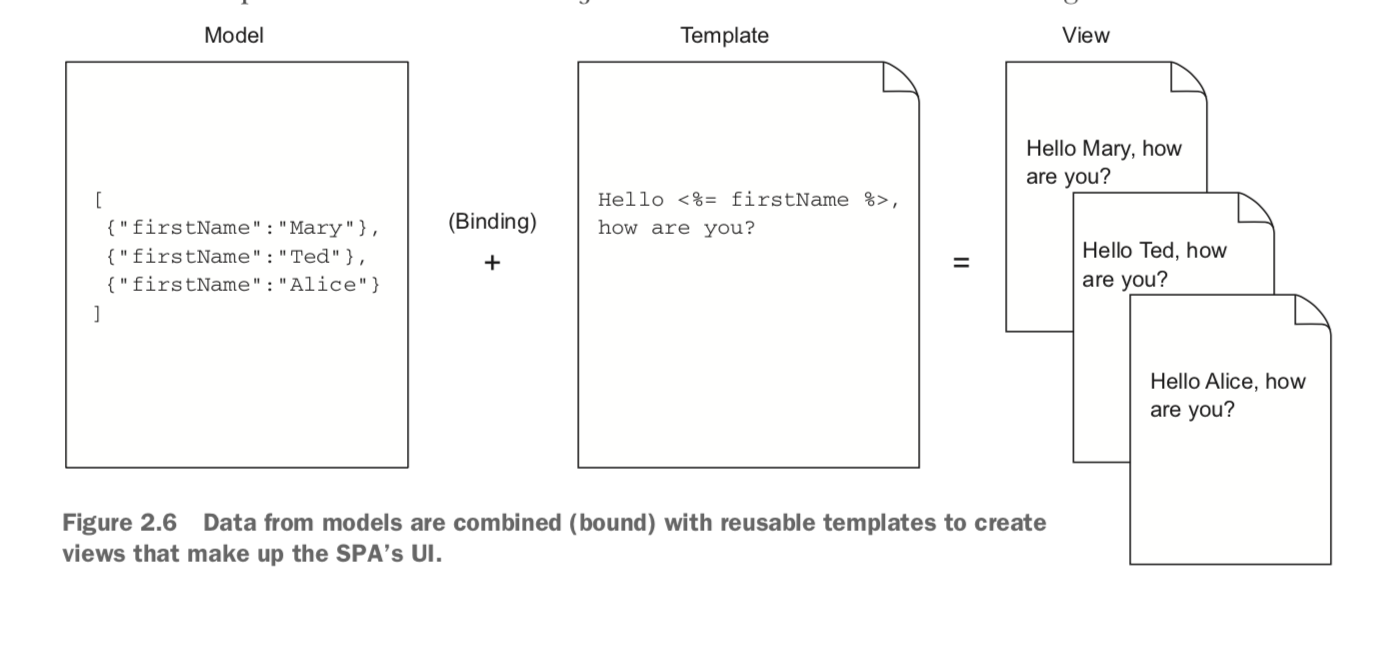 Model
[
{"firstName":"Mary"},
{"firstName":"Ted"},
{"firstName":"Alice"}
]
(Binding)
+
Template
Hello <%= firstName %>,
how are you?
=
View
Hello Mary, how
are you?
Hello Ted, how
are you?
Hello Alice, how
are you?
Figure 2.6 Data from models are combined (bound) with reusable templates to create
views that make up the SPA's UI.